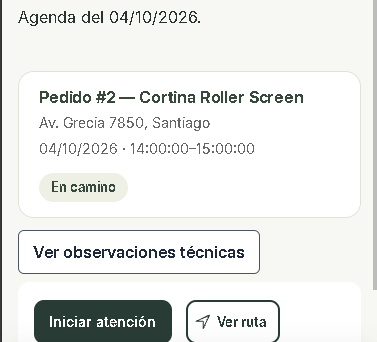 Agenda del 04/10/2026.
Pedido #2 — Cortina Roller Screen
Av. Grecia 7850, Santiago
04/10/2026 · 14:00:00–15:00:00
En camino
Ver observaciones técnicas
Iniciar atención
Ver ruta